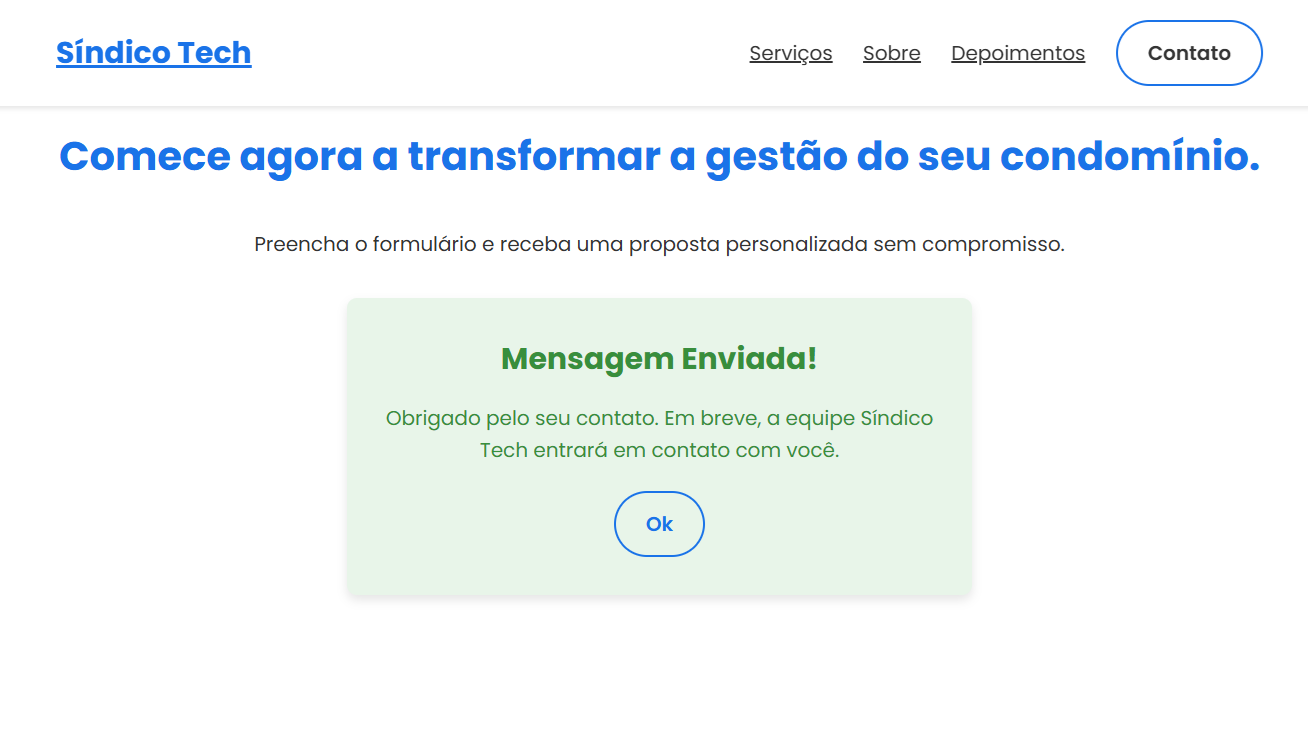 Síndico Tech
Serviços
Sobre
Depoimentos
Contato
Comece agora a transformar a gestão do seu condomínio.
Preencha o formulário e receba uma proposta personalizada sem compromisso.
Mensagem Enviada!
Obrigado pelo seu contato. Em breve, a equipe Síndico
Tech entrará em contato com você.
Ok